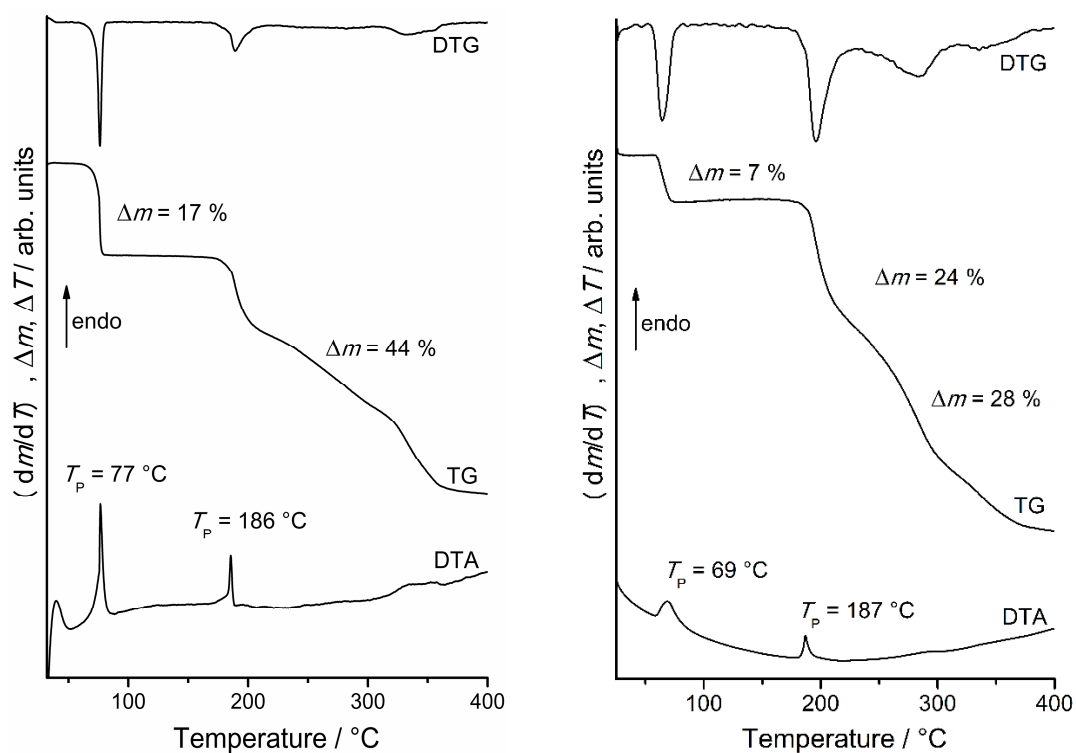 (dm/dT), Δm, ΔT / arb. units
DTG
Δm = 17 %
endo
Δm = 44 %
TG
T_P = 77 °C
T_P = 186 °C
DTA
100 200 300 400
Temperature / °C
(dm/dT), Δm, ΔT / arb. units
DTG
Δm = 7 %
Δm = 24 %
endo
Δm = 28 %
TG
T_P = 69 °C
T_P = 187 °C
DTA
100 200 300 400
Temperature / °C